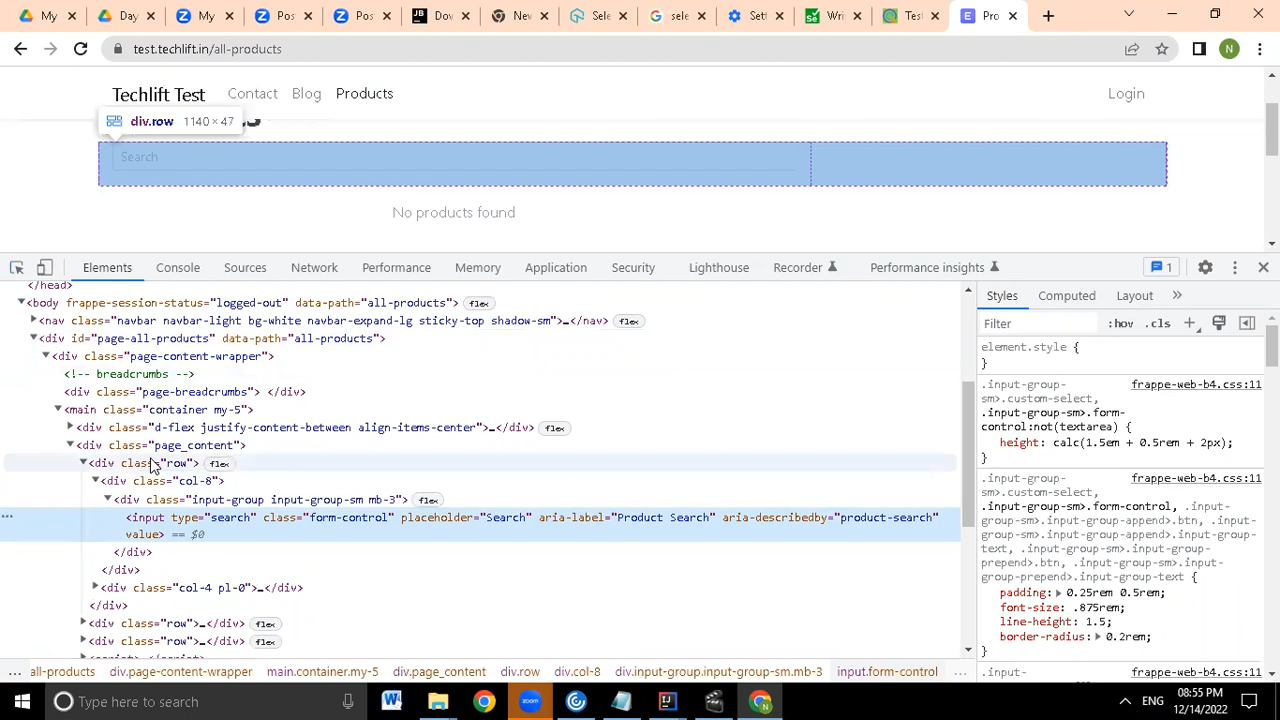 My
Day
My
Pos
Pos
Dov
Nev
Sele
sele
Sett
Wri
Test
Pro
test.techlift.in/all-products
N
Techlift Test
Contact
Blog
Products
Login
div.row 1140 × 47
Search
No products found
Elements
Console
Sources
Network
Performance
Memory
Application
Security
Lighthouse
Recorder
Performance insights
1
</head>
<body frappe-session-status="logged-out" data-path="all-products"> flex
<nav class="navbar navbar-light bg-white navbar-expand-lg sticky-top shadow-sm">…</nav> flex
<div id="page-all-products" data-path="all-products">
<div class="page-content-wrapper">
<!-- breadcrumbs -->
<div class="page-breadcrumbs"> </div>
<main class="container my-5">
<div class="d-flex justify-content-between align-items-center">…</div> flex
<div class="page_content">
<div class="row"> flex
<div class="col-8">
<div class="input-group input-group-sm mb-3"> flex
<input type="search" class="form-control" placeholder="Search" aria-label="Product Search" aria-describedby="product-search"
value> == $0
</div>
</div>
<div class="col-4 pl-0">…</div>
</div>
<div class="row">…</div> flex
<div class="row">…</div> flex
... all-products div.page-content-wrapper main.container.my-5 div.page_content div.row div.col-8 div.input-group.input-group-sm.mb-3 input.form-control ...
Styles
Computed
Layout
Filter
:hov .cls
element.style {
}
.input-group- frappe-web-b4.css:11
sm>.custom-select,
.input-group-sm>.form-
control:not(textarea) {
height: calc(1.5em + 0.5rem + 2px);
}
.input-group- frappe-web-b4.css:11
sm>.form-control, .input-
group-sm>.input-group-append>.btn, .input-
group-sm>.input-group-append>.input-group-
text, .input-group-sm>.input-group-
prepend>.btn, .input-group-sm>.input-
group-prepend>.input-group-text {
padding: 0.25rem 0.5rem;
font-size: .875rem;
line-height: 1.5;
border-radius: 0.2rem;
}
.input- frappe-web-b4.css:11
Type here to search
zoom
ENG
08:55 PM
12/14/2022